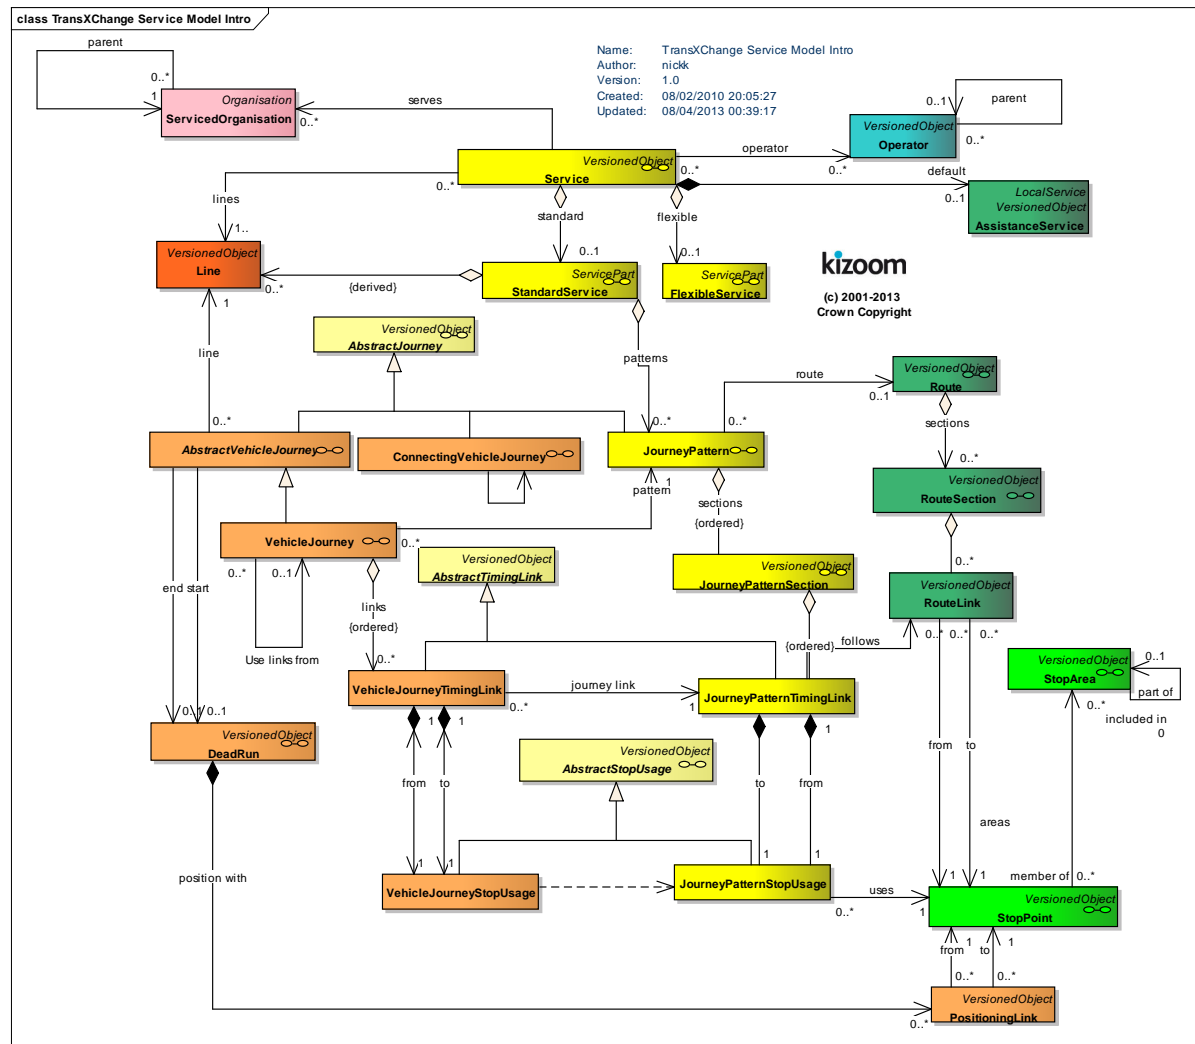 class TransXChange Service Model Intro
Name: TransXChange Service Model Intro
Author: nickk
Version: 1.0
Created: 08/02/2010 20:05:27
Updated: 08/04/2013 00:39:17
parent
0..*
1
Organisation
ServicedOrganisation
0..*
serves
VersionedObject
Service
0..*
0..*
operator
0..*
0..1
VersionedObject
Operator
parent
0..*
default
0..1
LocalService
VersionedObject
AssistanceService
lines
1..
standard
0..1
flexible
0..1
VersionedObject
Line
0..*
{derived}
1
ServicePart
StandardService
ServicePart
FlexibleService
kizoom
(c) 2001-2013
Crown Copyright
VersionedObject
AbstractJourney
line
0..*
patterns
0..*
route
0..*
0..1
VersionedObject
Route
sections
0..*
AbstractVehicleJourney
ConnectingVehicleJourney
JourneyPattern
1
pattern
sections
{ordered}
VersionedObject
RouteSection
0..*
VehicleJourney
0..*
0..*
0..1
Use links from
links
{ordered}
0..*
VersionedObject
AbstractTimingLink
VersionedObject
JourneyPatternSection
{ordered}
follows
VersionedObject
RouteLink
0..*
0..*
0..*
end start
0..1
0..1
VersionedObject
DeadRun
VehicleJourneyTimingLink
0..*
journey link
1
JourneyPatternTimingLink
1
1
1
VersionedObject
StopArea
0..1
part of
0..*
included in
0
from
to
VersionedObject
AbstractStopUsage
from
to
to
from
areas
1
1
VehicleJourneyStopUsage
1
1
JourneyPatternStopUsage
uses
0..*
1
1
1
member of
0..*
VersionedObject
StopPoint
position with
from
1
to
1
0..*
0..*
VersionedObject
PositioningLink
0..*